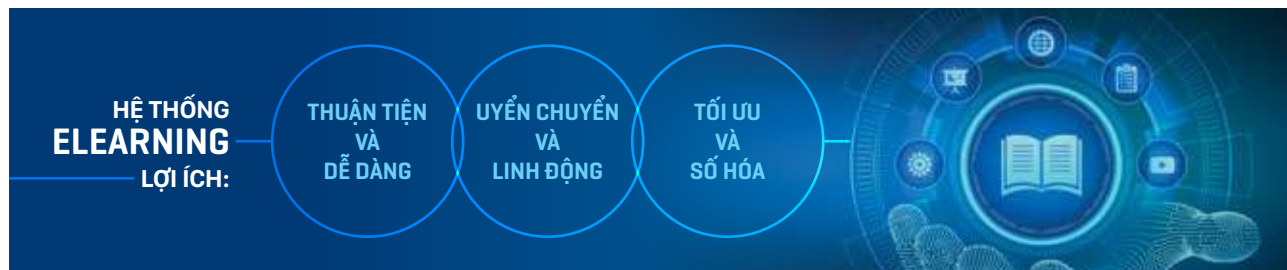 HỆ THỐNG
ELEARNING
LỢI ÍCH:
THUẬN TIỆN
VÀ
DỄ DÀNG
UYỂN CHUYỂN
VÀ
LINH ĐỘNG
TỐI ƯU
VÀ
SỐ HÓA